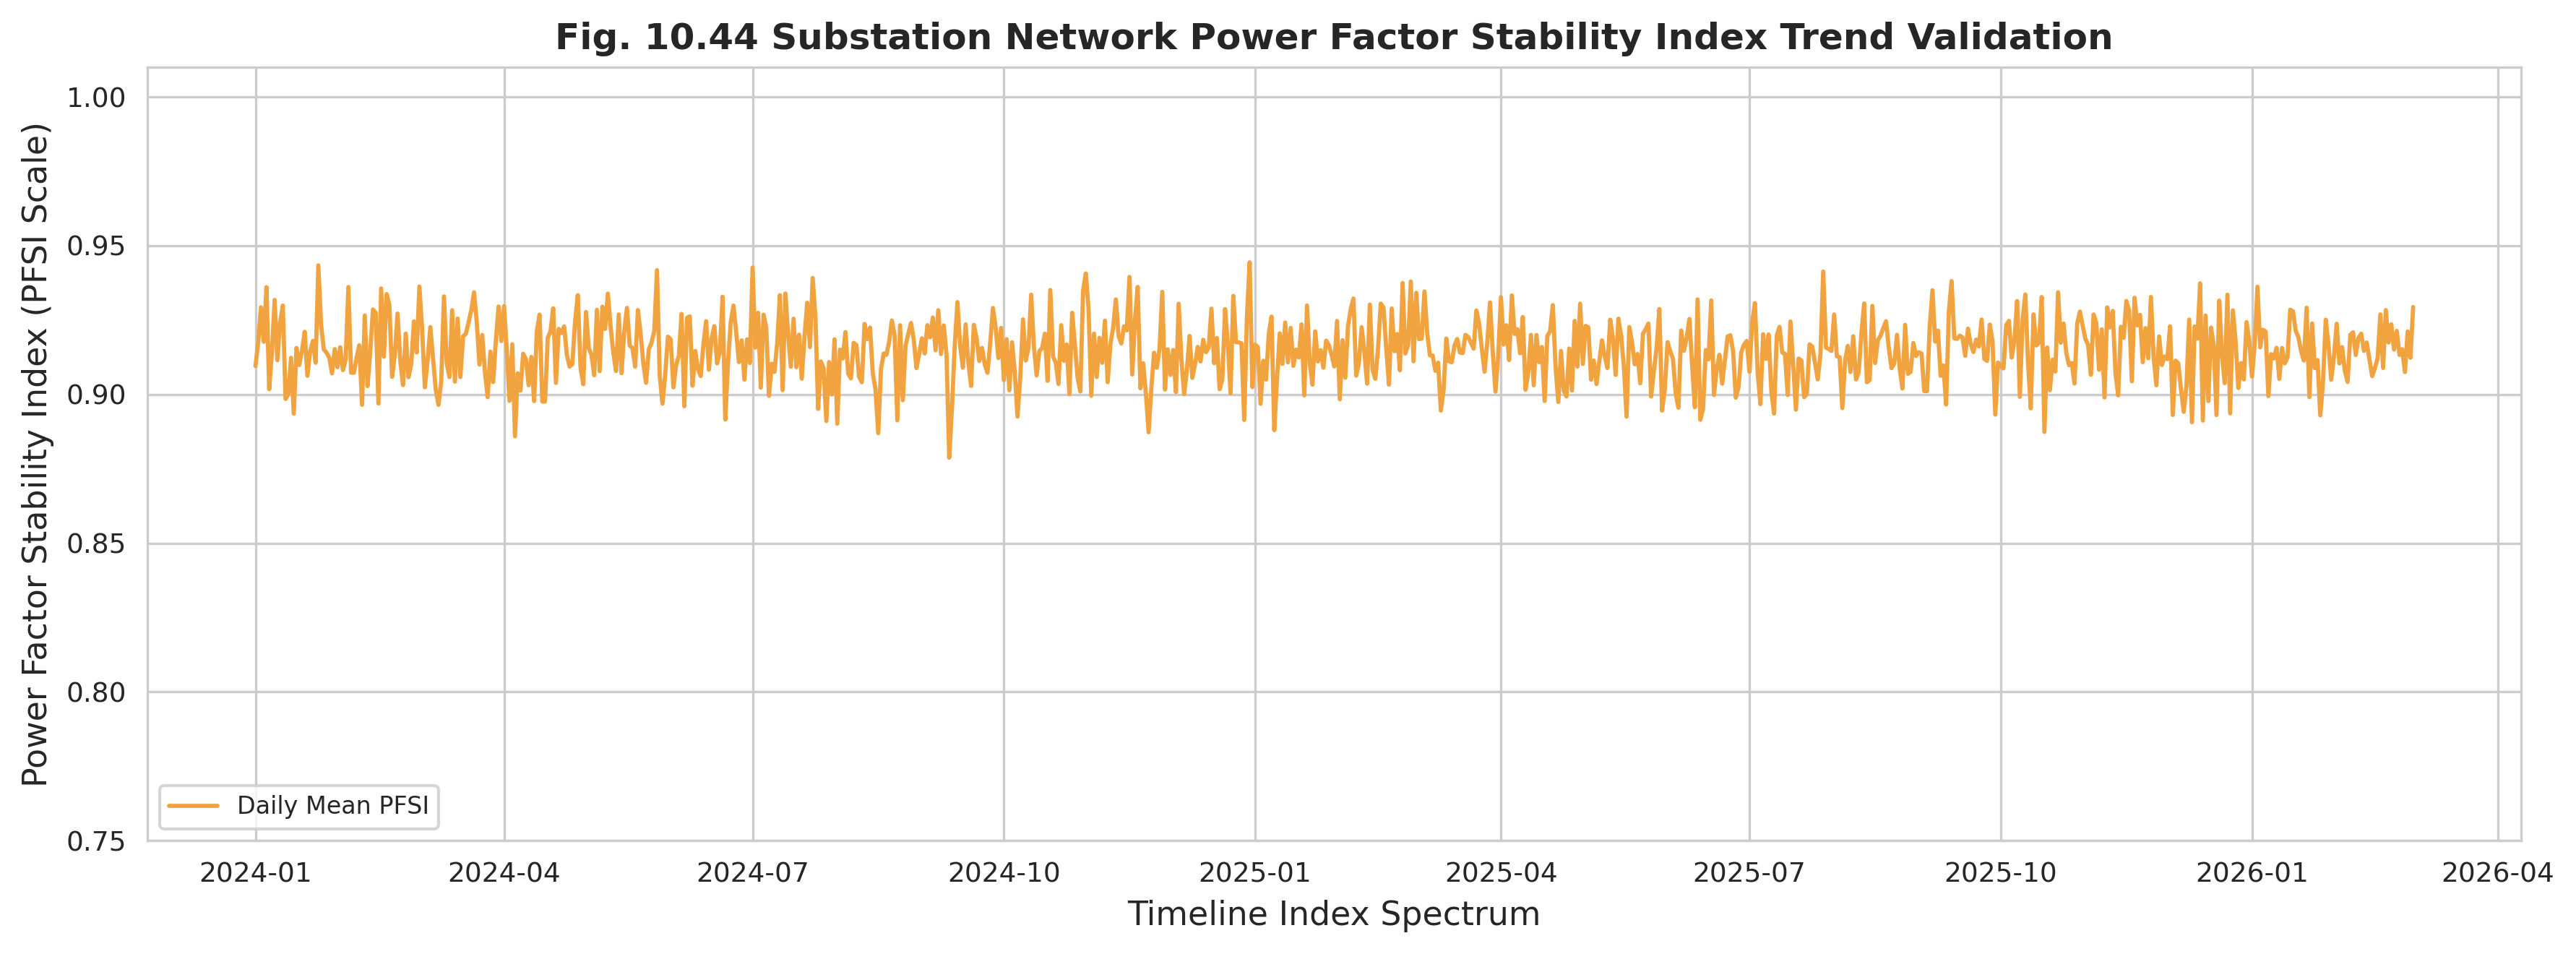 Fig. 10.44 Substation Network Power Factor Stability Index Trend Validation
Power Factor Stability Index (PFSI Scale)
1.00
0.95
0.90
0.85
0.80
0.75
Daily Mean PFSI
2024-01 2024-04 2024-07 2024-10 2025-01 2025-04 2025-07 2025-10 2026-01 2026-04
Timeline Index Spectrum